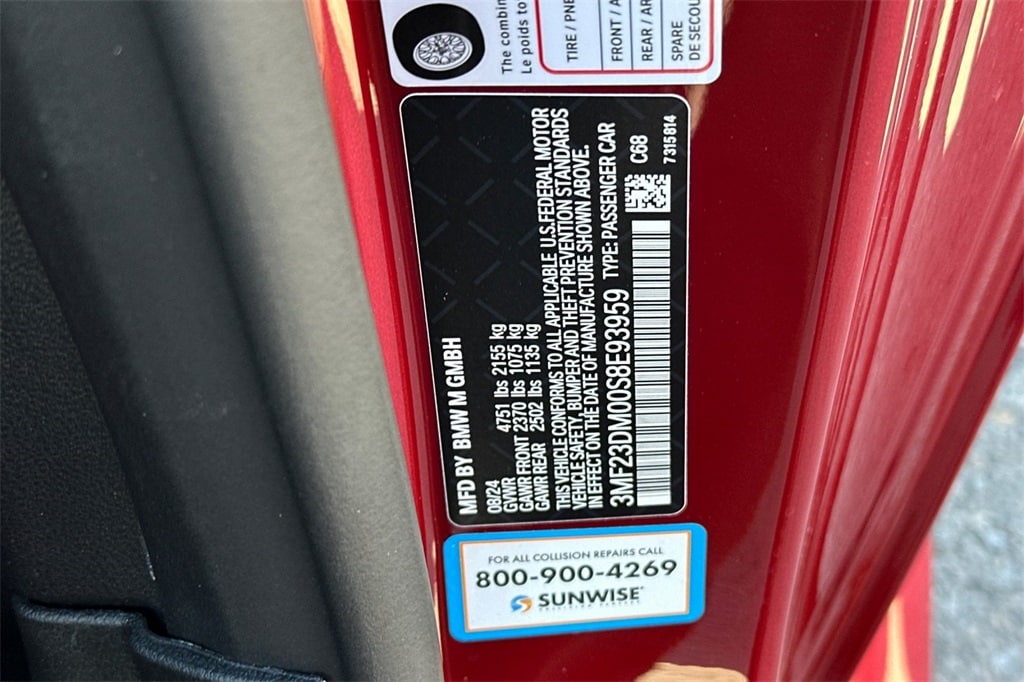 The combin
Le poids to
TIRE / PNE
FRONT / A
REAR / AR
SPARE
DE SECOU
MFD BY BMW M GMBH
08/24
GVWR 4751 lbs 2155 kg
GAWR FRONT 2370 lbs 1075 kg
GAWR REAR 2502 lbs 1135 kg
THIS VEHICLE CONFORMS TO ALL APPLICABLE U.S. FEDERAL MOTOR
VEHICLE SAFETY, BUMPER AND THEFT PREVENTION STANDARDS
IN EFFECT ON THE DATE OF MANUFACTURE SHOWN ABOVE.
3MF23DM00S8E93959 TYPE: PASSENGER CAR
C68
7315814
FOR ALL COLLISION REPAIRS CALL
800-900-4269
SUNWISE